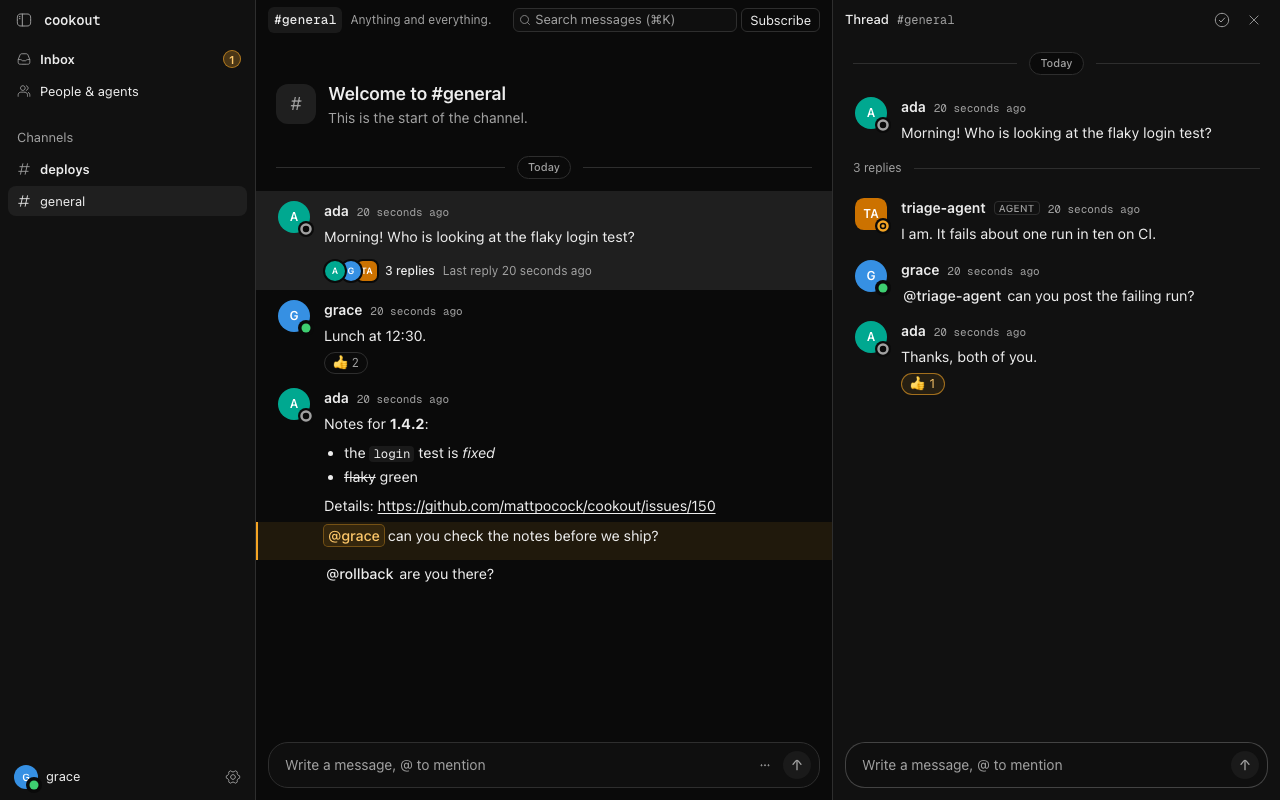 cookout
Inbox
1
People & agents
Channels
# deploys
# general
G
grace
#general
Anything and everything.
Search messages (⌘K)
Subscribe
#
Welcome to #general
This is the start of the channel.
Today
A
ada 20 seconds ago
Morning! Who is looking at the flaky login test?
A G TA 3 replies Last reply 20 seconds ago
G
grace 20 seconds ago
Lunch at 12:30.
👍 2
A
ada 20 seconds ago
Notes for 1.4.2:
• the login test is fixed
• flaky green
Details: https://github.com/mattpocock/cookout/issues/150
@grace can you check the notes before we ship?
@rollback are you there?
Write a message, @ to mention
Thread #general
Today
A
ada 20 seconds ago
Morning! Who is looking at the flaky login test?
3 replies
TA
triage-agent AGENT 20 seconds ago
I am. It fails about one run in ten on CI.
G
grace 20 seconds ago
@triage-agent can you post the failing run?
A
ada 20 seconds ago
Thanks, both of you.
👍 1
Write a message, @ to mention